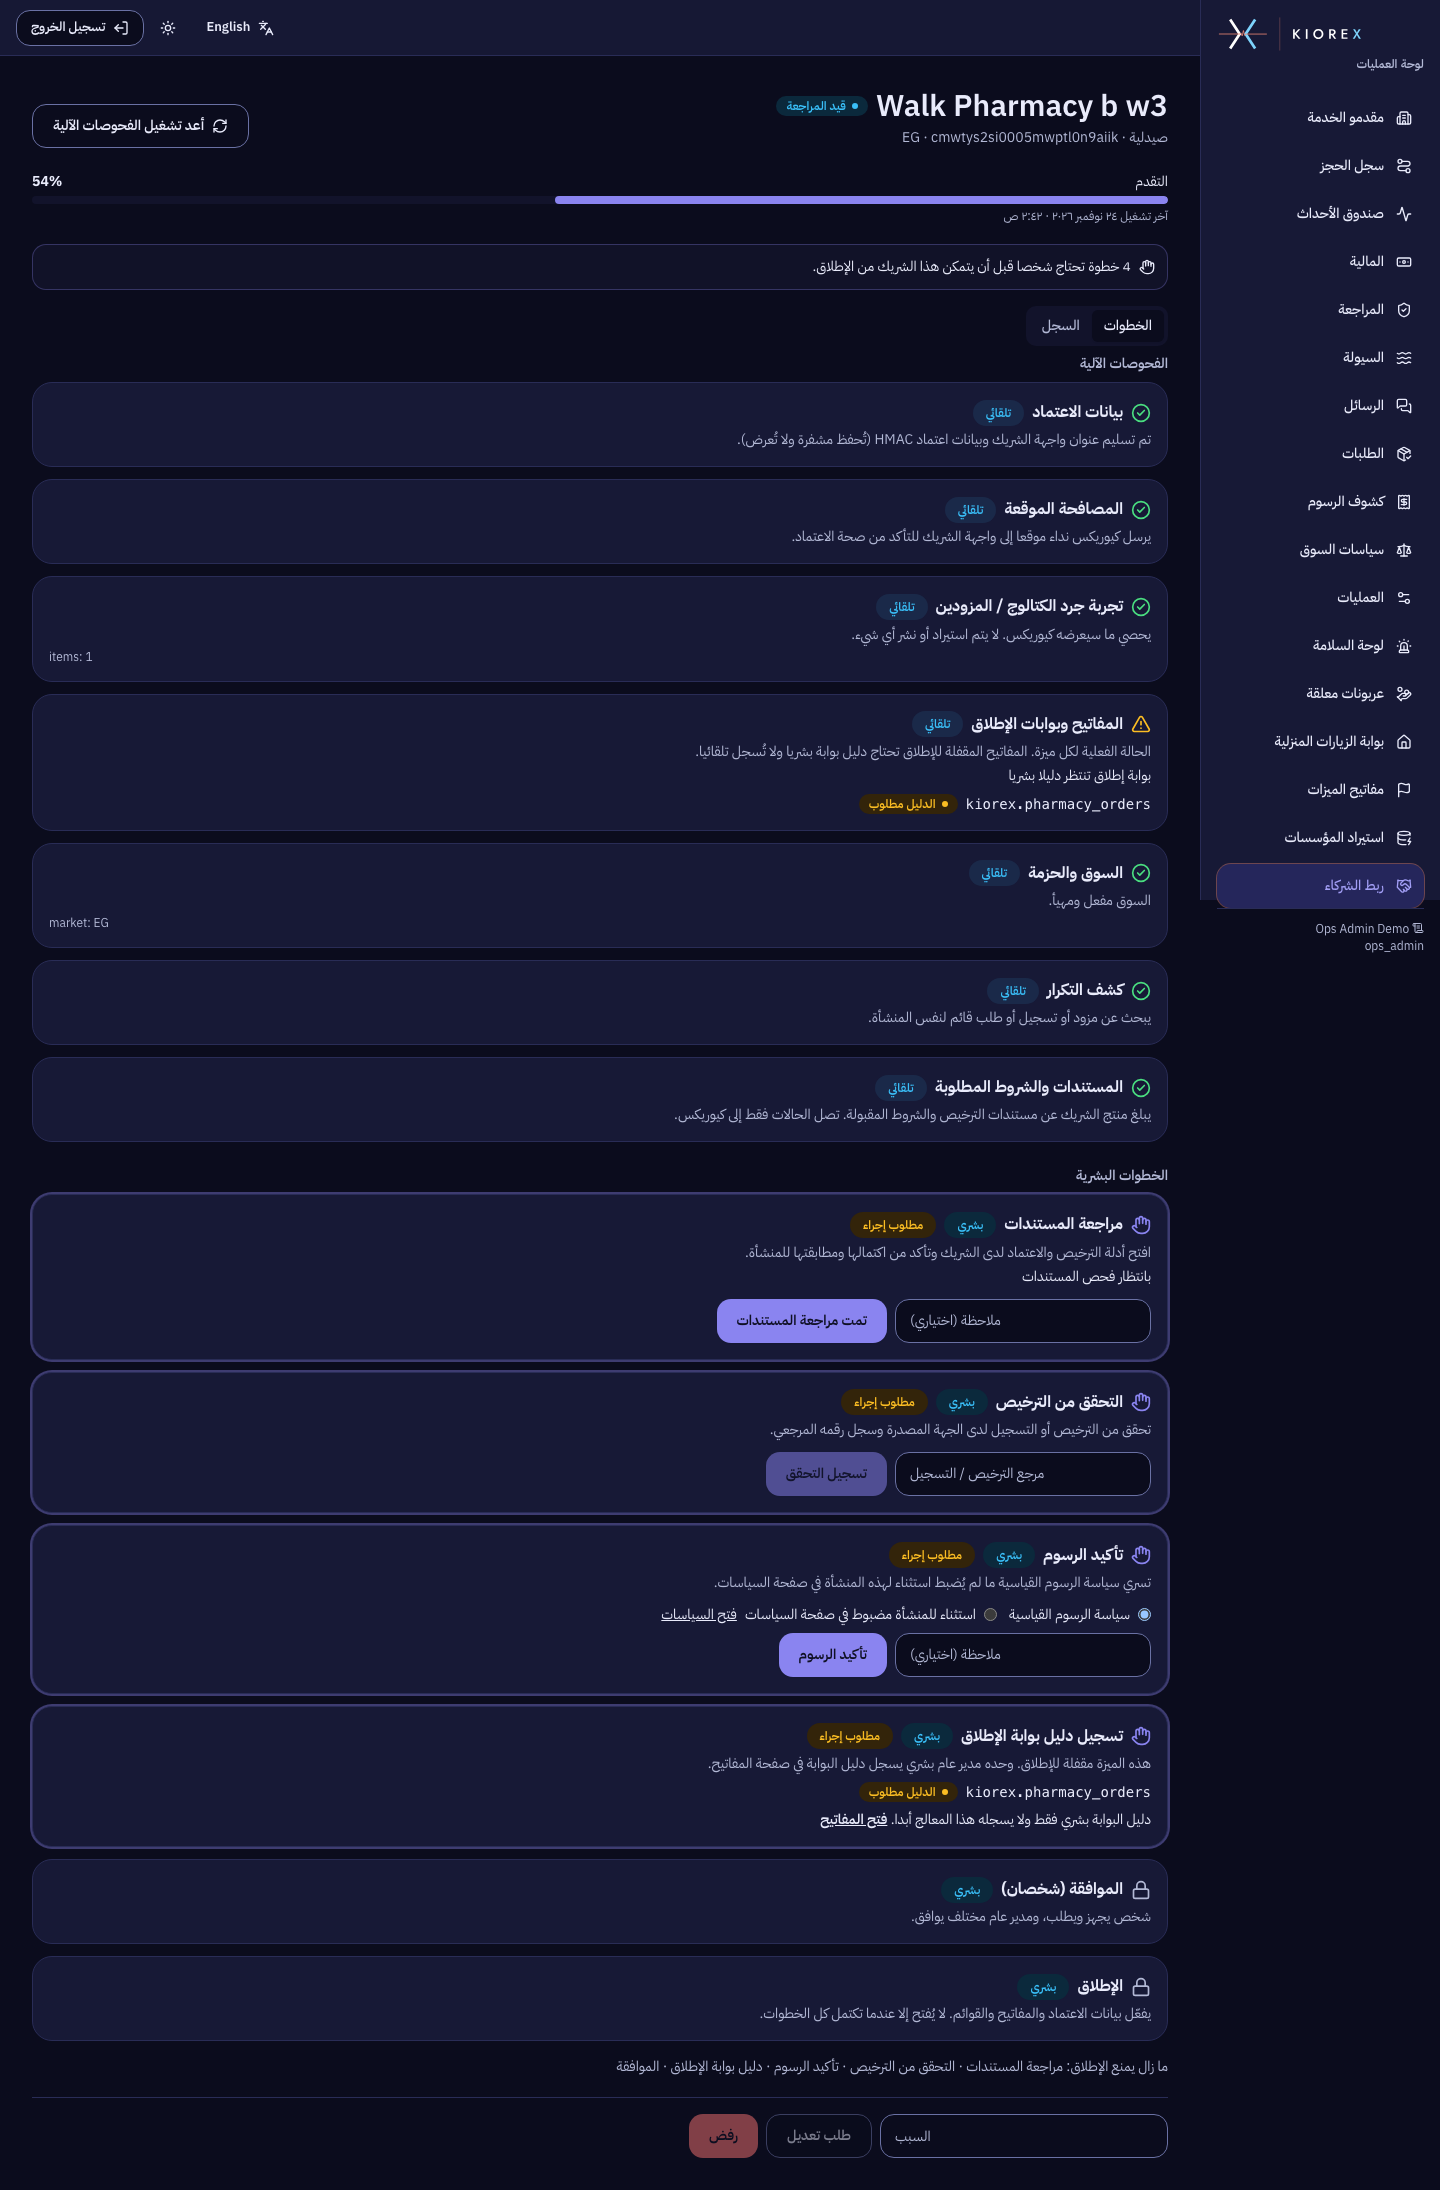 KIOREX
لوحة العمليات
مقدمو الخدمة
سجل الحجز
صندوق الأحداث
المالية
المراجعة
السيولة
الرسائل
الطلبات
كشوف الرسوم
سياسات السوق
العمليات
لوحة السلامة
عربونات معلقة
بوابة الزيارات المنزلية
مفاتيح الميزات
استيراد المؤسسات
ربط الشركاء
Ops Admin Demo
ops_admin
English
تسجيل الخروج
Walk Pharmacy b w3 قيد المراجعة
صيدلية · EG · cmwtys2si0005mwptl0n9aiik
أعد تشغيل الفحوصات الآلية
التقدم 54%
آخر تشغيل ٢٤ نوفمبر ٢٠٢٦ · ٢:٤٢ ص
4 خطوة تحتاج شخصا قبل أن يتمكن هذا الشريك من الإطلاق.
الخطوات السجل
الفحوصات الآلية
بيانات الاعتماد تلقائي
تم تسليم عنوان واجهة الشريك وبيانات اعتماد HMAC (تُحفظ مشفرة ولا تُعرض).
المصافحة الموقعة تلقائي
يرسل كيوريكس نداء موقعا إلى واجهة الشريك للتأكد من صحة الاعتماد.
تجربة جرد الكتالوج / المزودين تلقائي
يحصي ما سيعرضه كيوريكس. لا يتم استيراد أو نشر أي شيء.
items: 1
المفاتيح وبوابات الإطلاق تلقائي
الحالة الفعلية لكل ميزة. المفاتيح المقفلة للإطلاق تحتاج دليل بوابة بشريا ولا تُسجل تلقائيا.
بوابة إطلاق تنتظر دليلا بشريا
kiorex.pharmacy_orders الدليل مطلوب
السوق والحزمة تلقائي
السوق مفعل ومهيأ.
market: EG
كشف التكرار تلقائي
يبحث عن مزود أو تسجيل أو طلب قائم لنفس المنشأة.
المستندات والشروط المطلوبة تلقائي
يبلغ منتج الشريك عن مستندات الترخيص والشروط المقبولة. تصل الحالات فقط إلى كيوريكس.
الخطوات البشرية
مراجعة المستندات بشري مطلوب إجراء
افتح أدلة الترخيص والاعتماد لدى الشريك وتأكد من اكتمالها ومطابقتها للمنشأة.
بانتظار فحص المستندات
ملاحظة (اختياري) تمت مراجعة المستندات
التحقق من الترخيص بشري مطلوب إجراء
تحقق من الترخيص أو التسجيل لدى الجهة المصدرة وسجل رقمه المرجعي.
مرجع الترخيص / التسجيل تسجيل التحقق
تأكيد الرسوم بشري مطلوب إجراء
تسري سياسة الرسوم القياسية ما لم يُضبط استثناء لهذه المنشأة في صفحة السياسات.
سياسة الرسوم القياسية استثناء للمنشأة مضبوط في صفحة السياسات فتح السياسات
ملاحظة (اختياري) تأكيد الرسوم
تسجيل دليل بوابة الإطلاق بشري مطلوب إجراء
هذه الميزة مقفلة للإطلاق. وحده مدير عام بشري يسجل دليل البوابة في صفحة المفاتيح.
kiorex.pharmacy_orders الدليل مطلوب
دليل البوابة بشري فقط ولا يسجله هذا المعالج أبدا. فتح المفاتيح
الموافقة (شخصان) بشري
شخص يجهز ويطلب، ومدير عام مختلف يوافق.
الإطلاق بشري
يفعّل بيانات الاعتماد والمفاتيح والقوائم. لا يُفتح إلا عندما تكتمل كل الخطوات.
ما زال يمنع الإطلاق: مراجعة المستندات · التحقق من الترخيص · تأكيد الرسوم · دليل بوابة الإطلاق · الموافقة
السبب طلب تعديل رفض